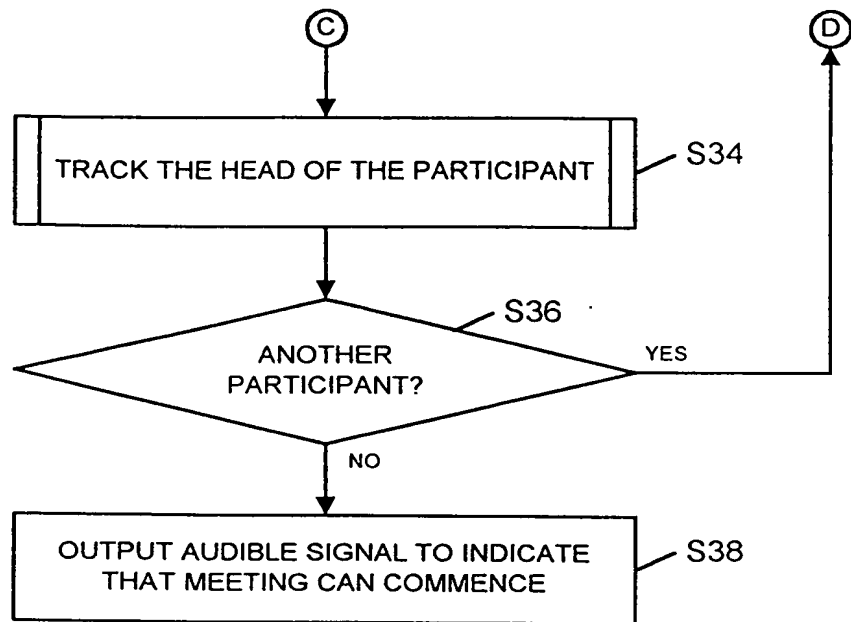 C
D
TRACK THE HEAD OF THE PARTICIPANT
S34
S36
ANOTHER
PARTICIPANT?
YES
NO
OUTPUT AUDIBLE SIGNAL TO INDICATE
THAT MEETING CAN COMMENCE
S38